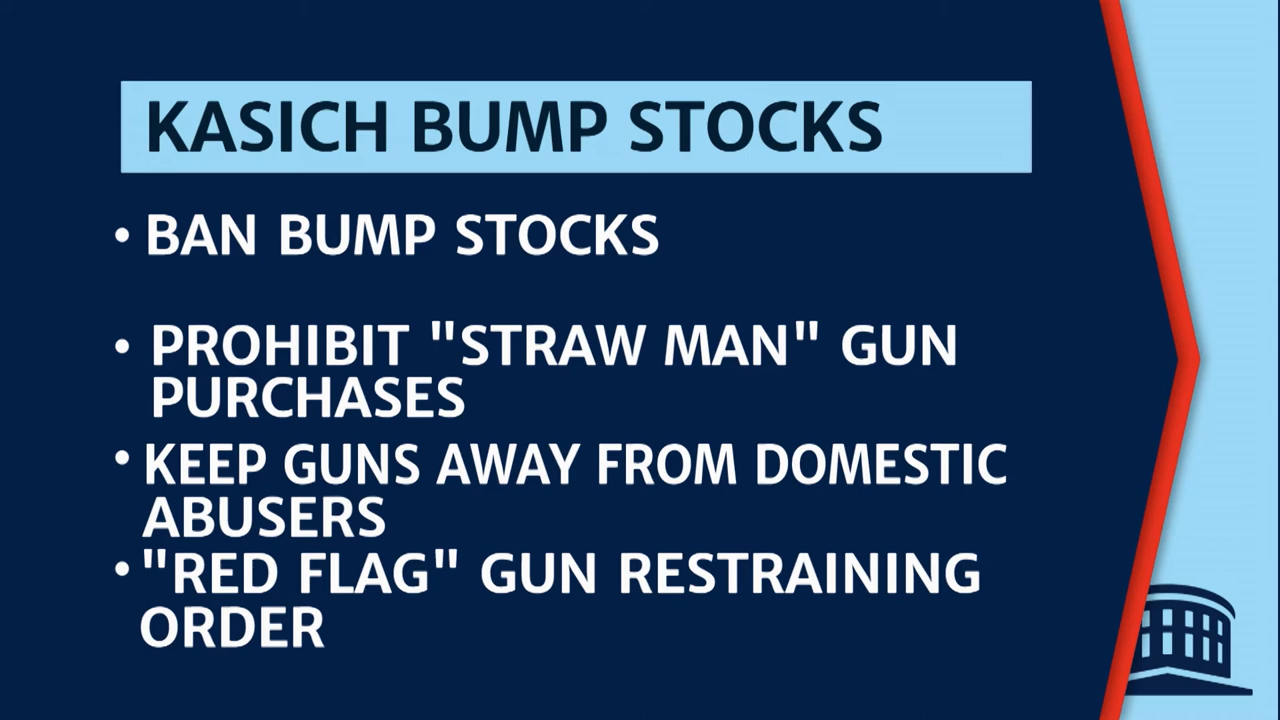 KASICH BUMP STOCKS
• BAN BUMP STOCKS
• PROHIBIT "STRAW MAN" GUN
PURCHASES
• KEEP GUNS AWAY FROM DOMESTIC
ABUSERS
• "RED FLAG" GUN RESTRAINING
ORDER